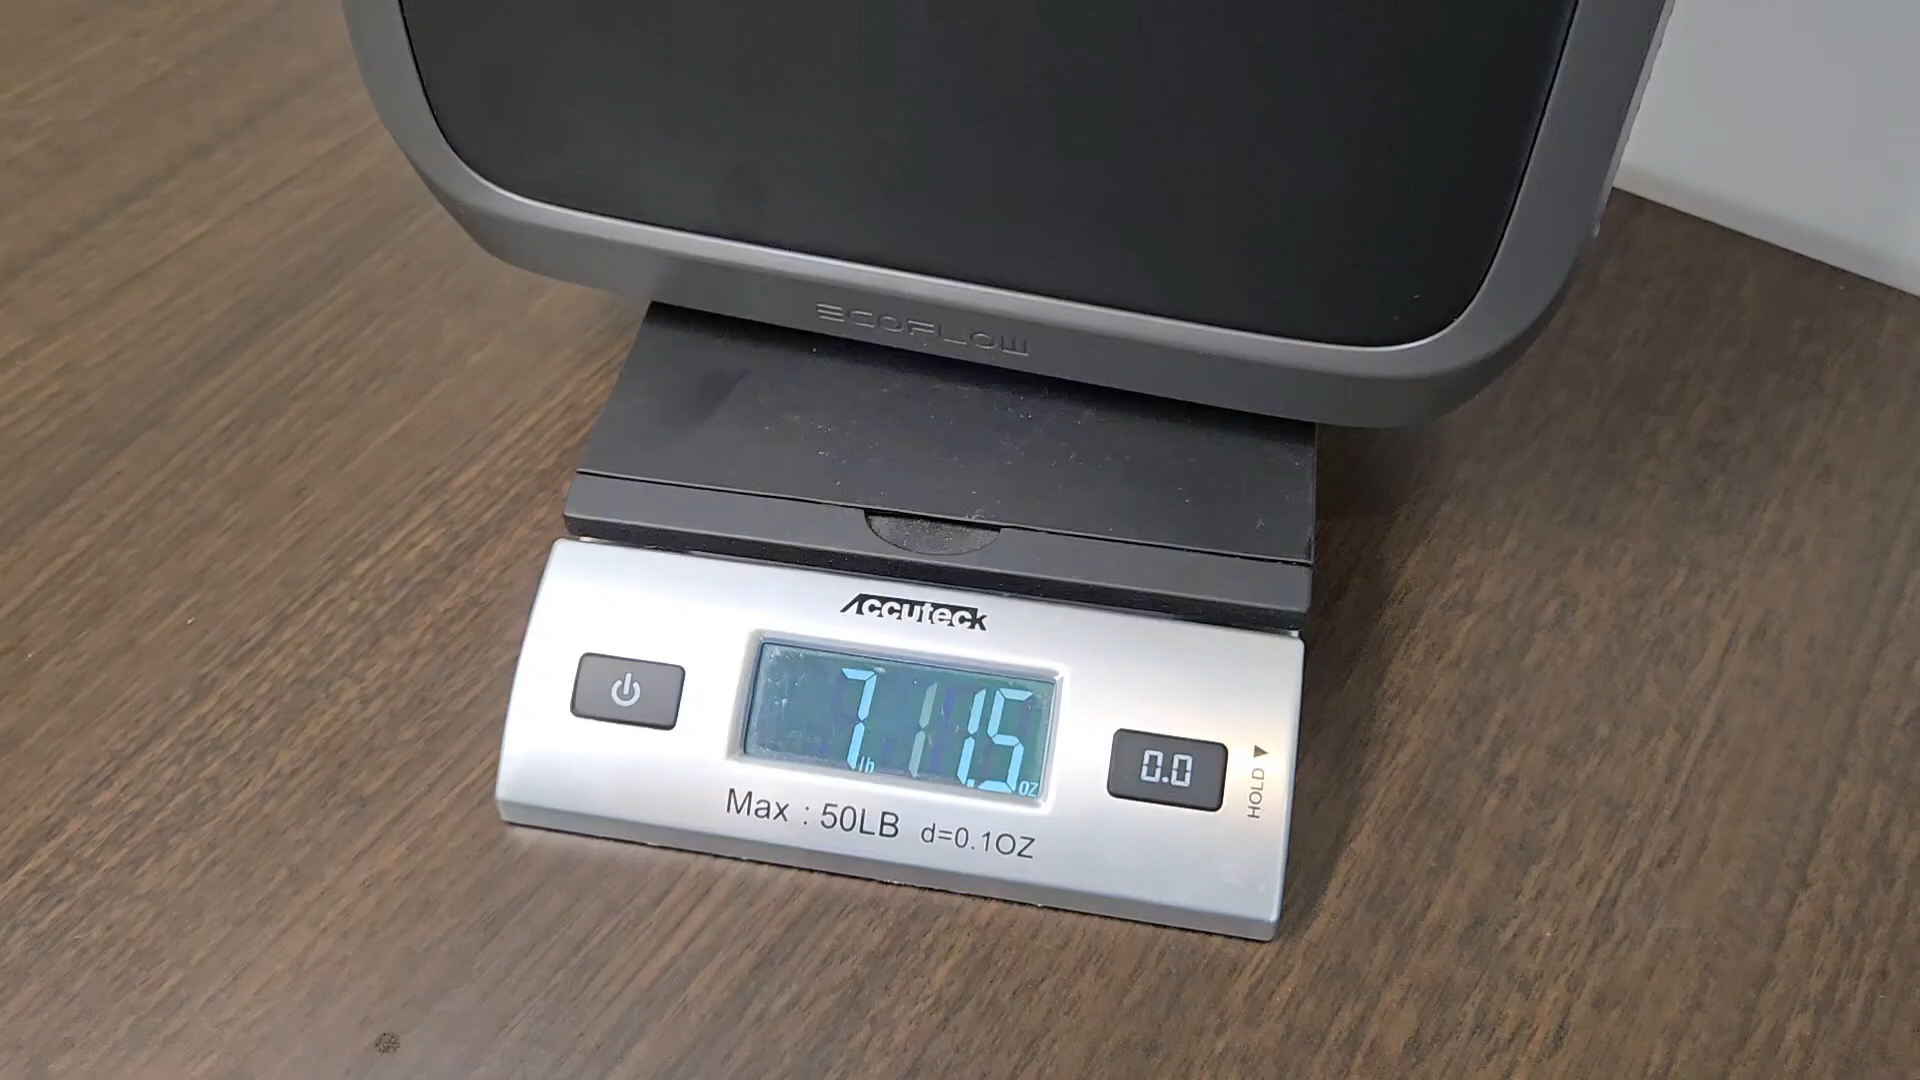 ECOFLOW
Accuteck
7 lb 11.5 oz
0.0
HOLD ▼
Max : 50LB d=0.1OZ